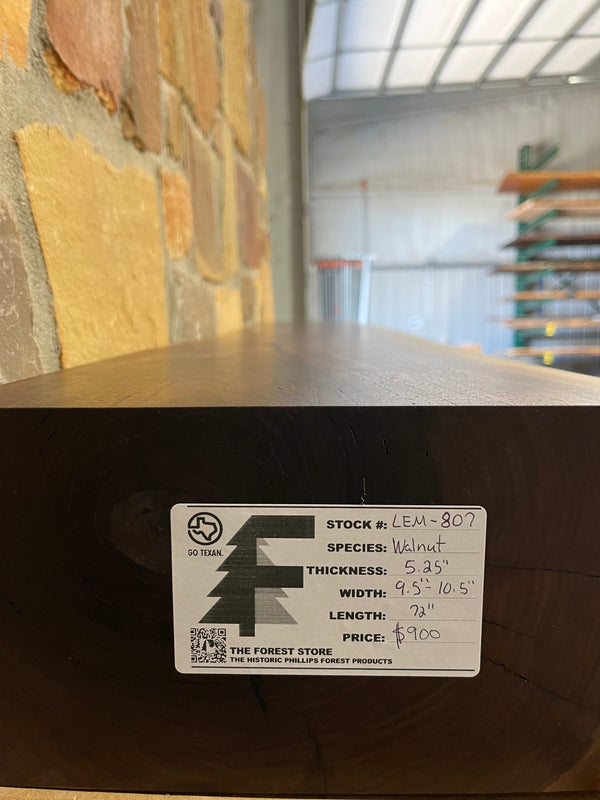 GO TEXAN.
STOCK #: LEM-807
SPECIES: Walnut
THICKNESS: 5.25"
WIDTH: 9.5"- 10.5"
LENGTH: 72"
PRICE: $900
THE FOREST STORE
THE HISTORIC PHILLIPS FOREST PRODUCTS